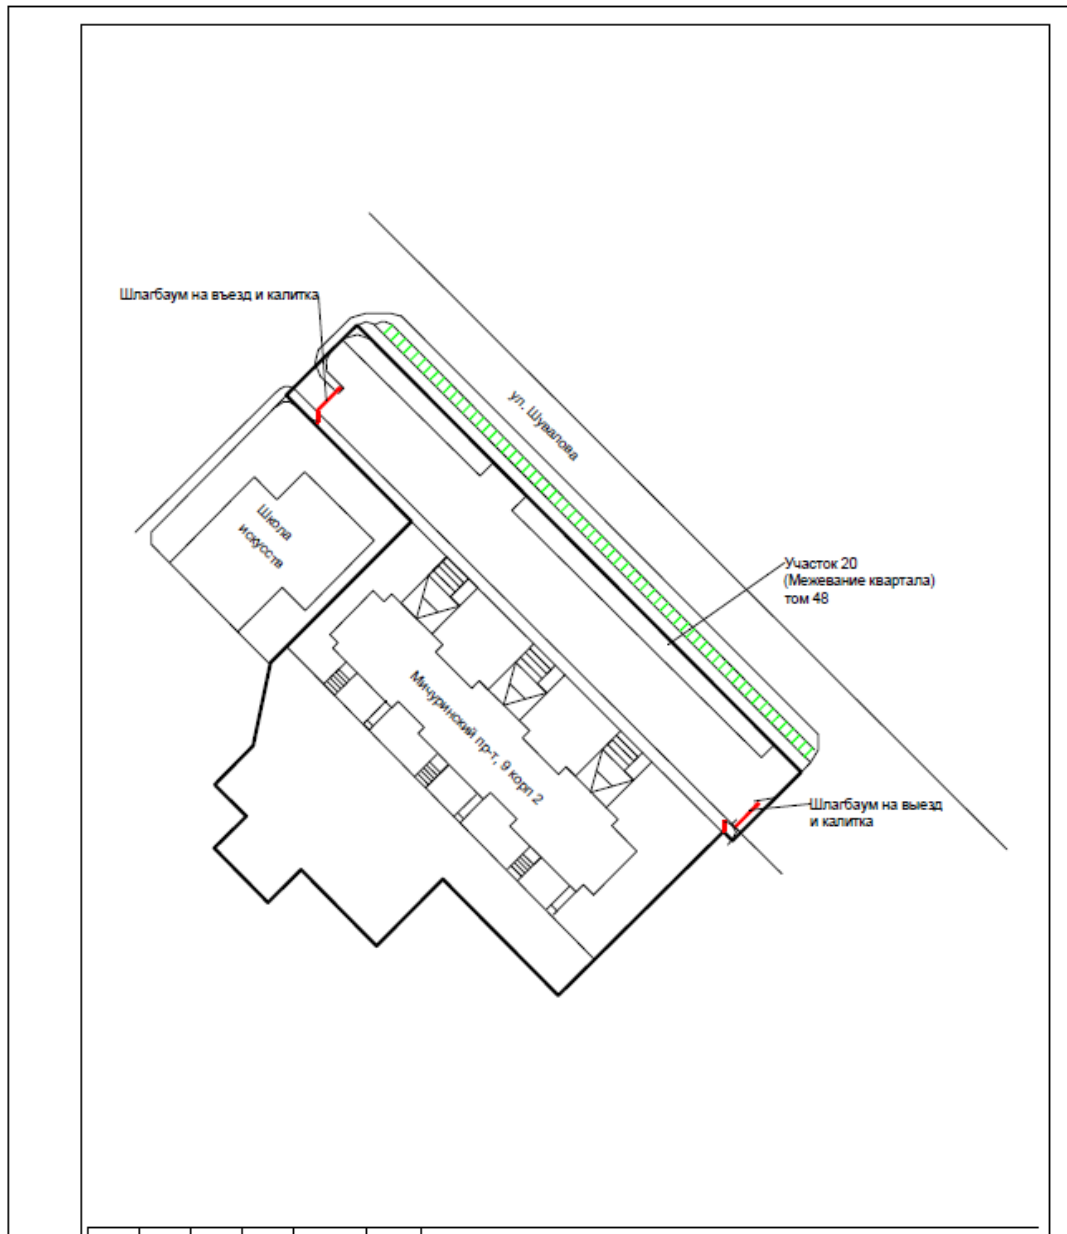 Шлагбаум на въезд и калитка
ул. Шувалова
Школа
искусств
Участок 20
(Межевание квартала)
том 48
Мичуринский пр-т, 9 корп 2
Шлагбаум на выезд
и калитка